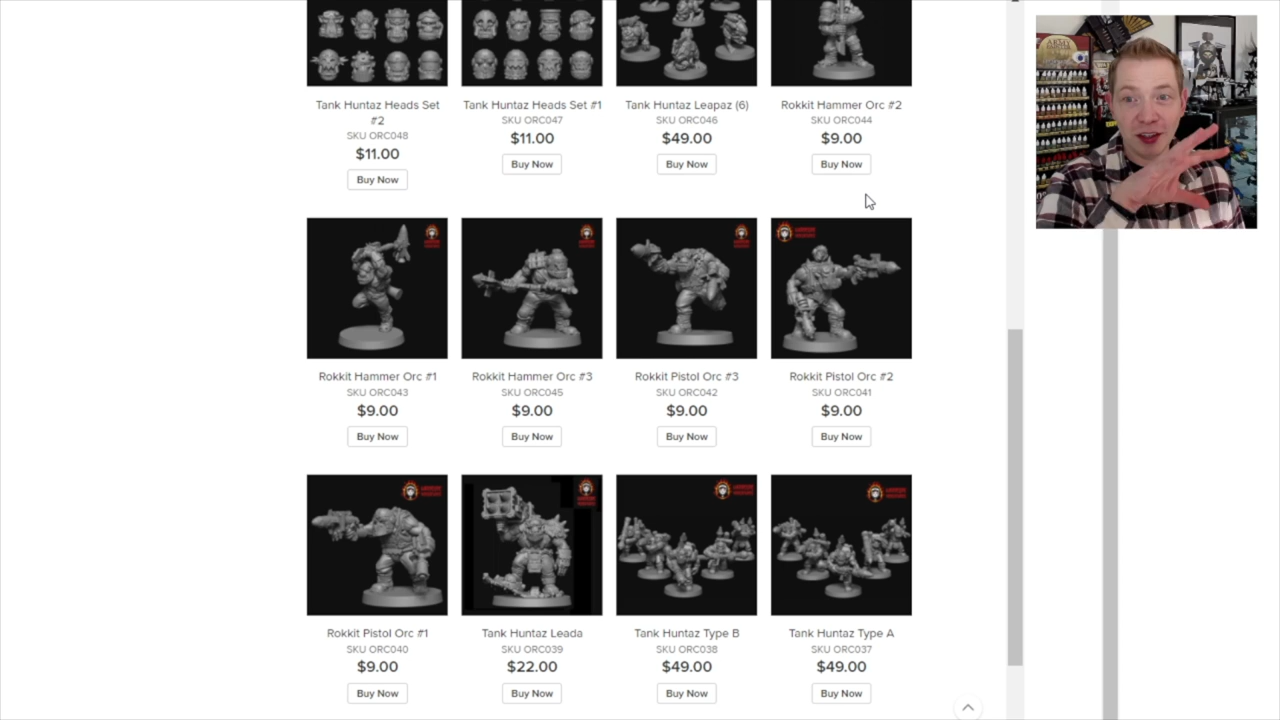 Tank Huntaz Heads Set
#2
SKU ORC048
$11.00
Buy Now
Tank Huntaz Heads Set #1
SKU ORC047
$11.00
Buy Now
Tank Huntaz Leapaz (6)
SKU ORC046
$49.00
Buy Now
Rokkit Hammer Orc #2
SKU ORC044
$9.00
Buy Now
Rokkit Hammer Orc #1
SKU ORC043
$9.00
Buy Now
Rokkit Hammer Orc #3
SKU ORC045
$9.00
Buy Now
Rokkit Pistol Orc #3
SKU ORC042
$9.00
Buy Now
Rokkit Pistol Orc #2
SKU ORC041
$9.00
Buy Now
Rokkit Pistol Orc #1
SKU ORC040
$9.00
Buy Now
Tank Huntaz Leada
SKU ORC039
$22.00
Buy Now
Tank Huntaz Type B
SKU ORC038
$49.00
Buy Now
Tank Huntaz Type A
SKU ORC037
$49.00
Buy Now